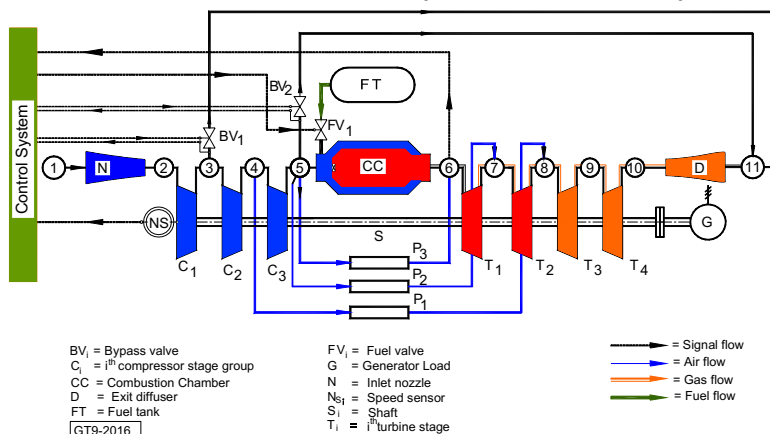 Control System
BV₂
FT
FV₁
BV₁
1
N
2
3
4
5
CC
6
7
8
9
10
D
11
NS
S
G
C₁
C₂
C₃
P₃
P₂
P₁
T₁
T₂
T₃
T₄
BVᵢ = Bypass valve
Cᵢ = iᵗʰ compressor stage group
CC = Combustion Chamber
D = Exit diffuser
FT = Fuel tank
GT9-2016
FVᵢ = Fuel valve
G = Generator Load
N = Inlet nozzle
Nsᵢ = Speed sensor
Sᵢ = Shaft
Tᵢ = iᵗʰ turbine stage
= Signal flow
= Air flow
= Gas flow
= Fuel flow